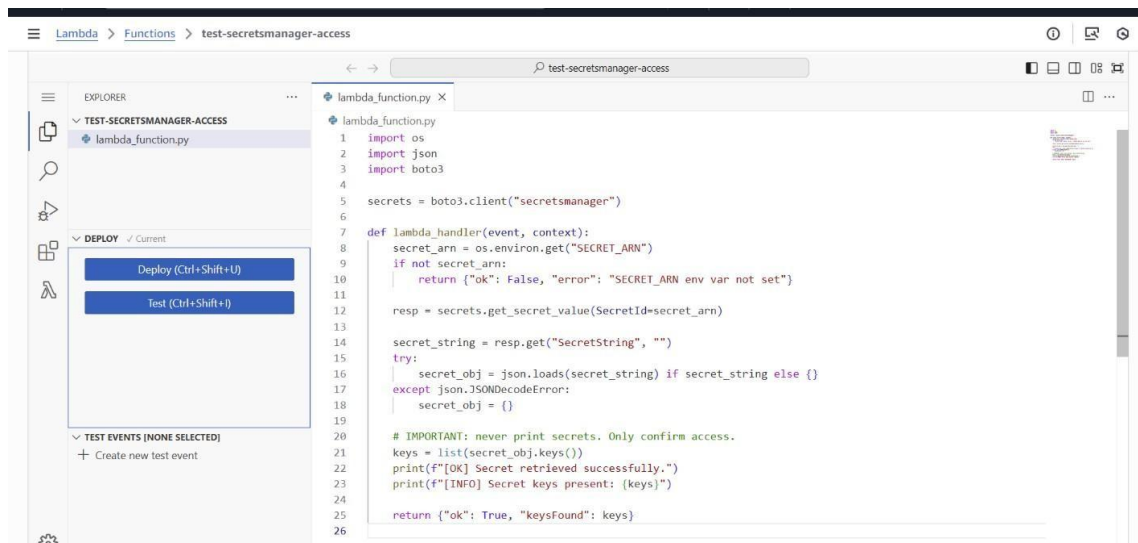 Lambda > Functions > test-secretsmanager-access
test-secretsmanager-access
EXPLORER
TEST-SECRETSMANAGER-ACCESS
lambda_function.py
DEPLOY ✓ Current
Deploy (Ctrl+Shift+U)
Test (Ctrl+Shift+I)
TEST EVENTS [NONE SELECTED]
+ Create new test event
lambda_function.py ×
lambda_function.py
1 import os
2 import json
3 import boto3
4
5 secrets = boto3.client("secretsmanager")
6
7 def lambda_handler(event, context):
8     secret_arn = os.environ.get("SECRET_ARN")
9     if not secret_arn:
10         return {"ok": False, "error": "SECRET_ARN env var not set"}
11
12     resp = secrets.get_secret_value(SecretId=secret_arn)
13
14     secret_string = resp.get("SecretString", "")
15     try:
16         secret_obj = json.loads(secret_string) if secret_string else {}
17     except json.JSONDecodeError:
18         secret_obj = {}
19
20     # IMPORTANT: never print secrets. Only confirm access.
21     keys = list(secret_obj.keys())
22     print(f"[OK] Secret retrieved successfully.")
23     print(f"[INFO] Secret keys present: {keys}")
24
25     return {"ok": True, "keysFound": keys}
26